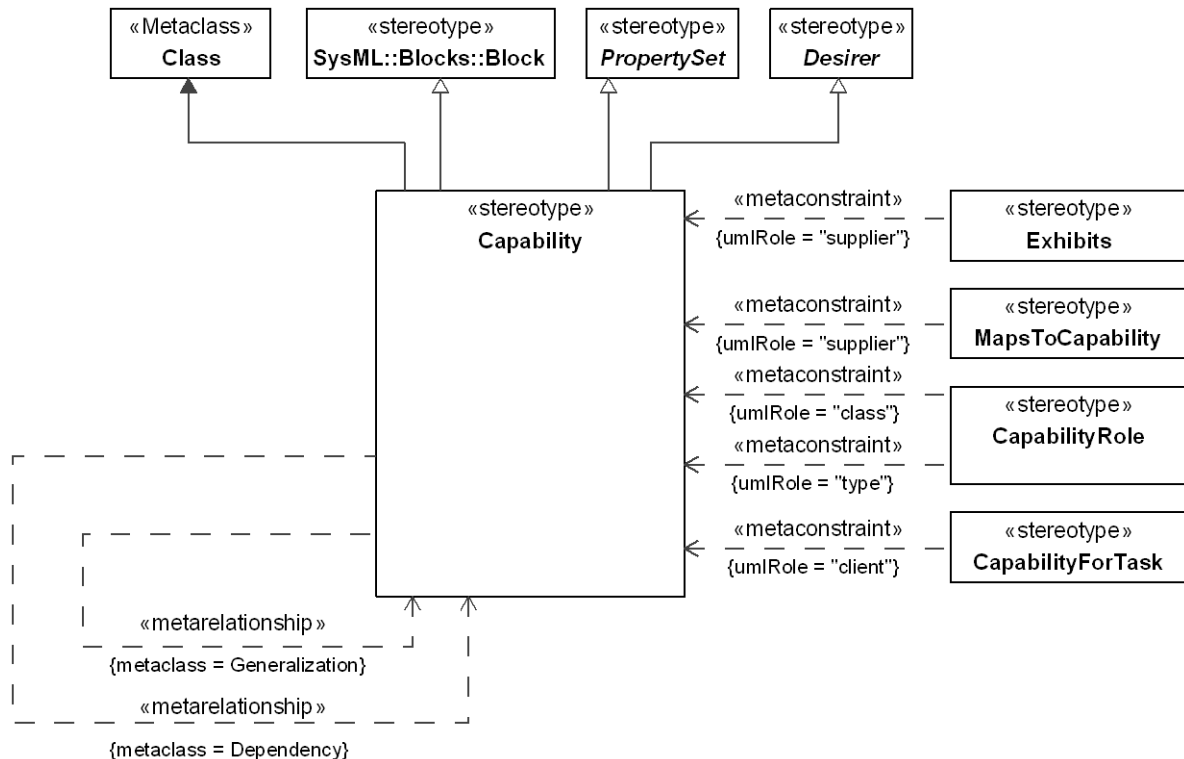 «Metaclass»
Class
«stereotype»
SysML::Blocks::Block
«stereotype»
PropertySet
«stereotype»
Desirer
«stereotype»
Capability
«metaconstraint»
{umlRole = "supplier"}
«stereotype»
Exhibits
«metaconstraint»
{umlRole = "supplier"}
«stereotype»
MapsToCapability
«metaconstraint»
{umlRole = "class"}
«stereotype»
CapabilityRole
«metaconstraint»
{umlRole = "type"}
«metaconstraint»
{umlRole = "client"}
«stereotype»
CapabilityForTask
«metarelationship»
{metaclass = Generalization}
«metarelationship»
{metaclass = Dependency}